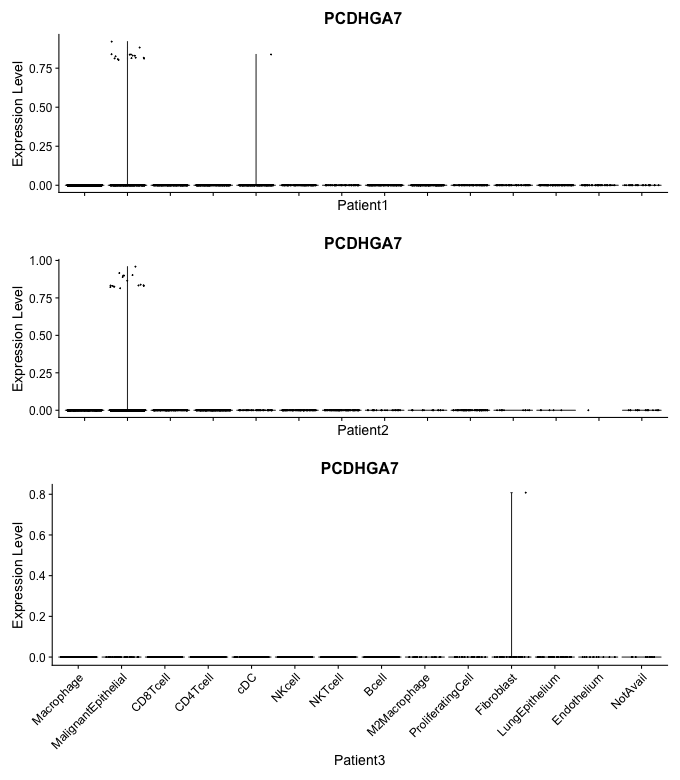 PCDHGA7
Expression Level
0.75
0.50
0.25
0.00
Patient1
PCDHGA7
Expression Level
1.00
0.75
0.50
0.25
0.00
Patient2
PCDHGA7
Expression Level
0.8
0.6
0.4
0.2
0.0
Macrophage
MalignantEpithelial
CD8Tcell
CD4Tcell
cDC
NKcell
NKTcell
Bcell
M2Macrophage
ProliferatingCell
Fibroblast
LungEpithelium
Endothelium
NotAvail
Patient3